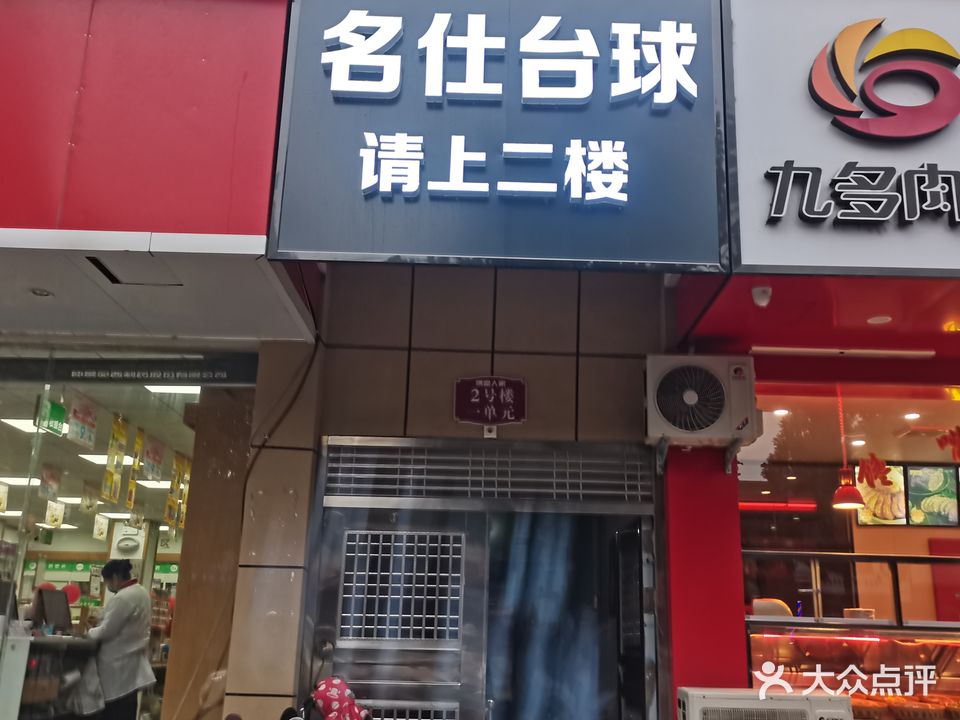 名仕台球
请上二楼
九多肉
2号楼
一单元
大众点评